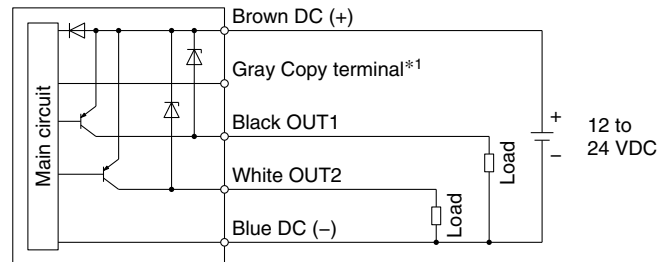 Main circuit
Brown DC (+)
Gray Copy terminal*1
Black OUT1
White OUT2
Blue DC (−)
Load
Load
+
−
12 to
24 VDC